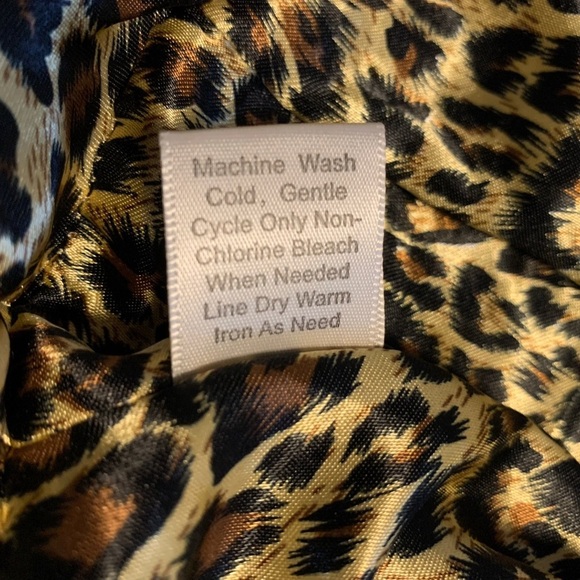 Machine Wash
Cold, Gentle
Cycle Only Non-
Chlorine Bleach
When Needed
Line Dry Warm
Iron As Need